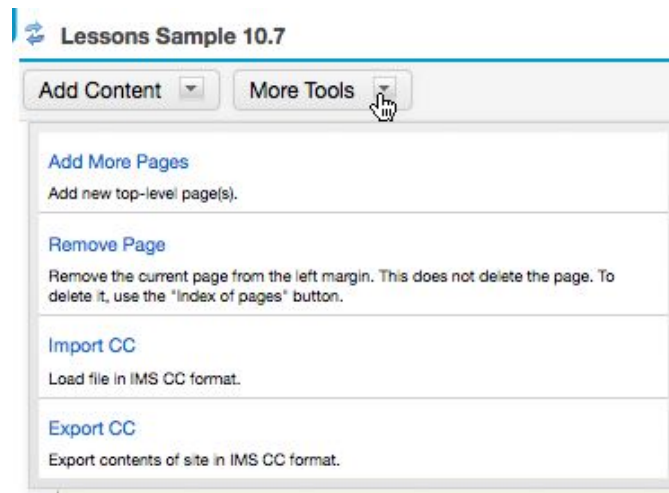 Lessons Sample 10.7
Add Content
More Tools
Add More Pages
Add new top-level page(s).
Remove Page
Remove the current page from the left margin. This does not delete the page. To
delete it, use the "Index of pages" button.
Import CC
Load file in IMS CC format.
Export CC
Export contents of site in IMS CC format.